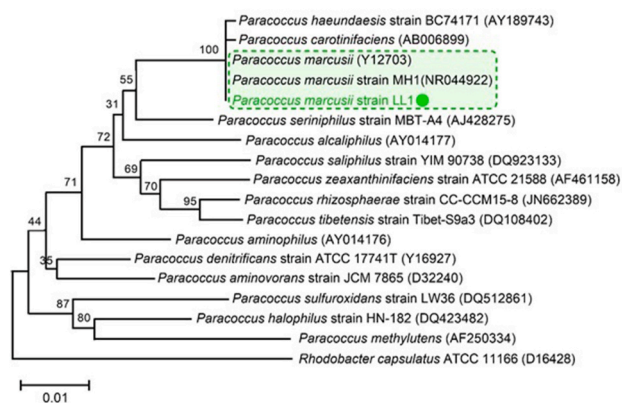 Paracoccus haeundaesis strain BC74171 (AY189743)
100
Paracoccus carotinifaciens (AB006899)
Paracoccus marcusii (Y12703)
55
Paracoccus marcusii strain MH1(NR044922)
31
Paracoccus marcusii strain LL1
Paracoccus seriniphilus strain MBT-A4 (AJ428275)
72
Paracoccus alcaliphilus (AY014177)
69
Paracoccus saliphilus strain YIM 90738 (DQ923133)
71
70
Paracoccus zeaxanthinifaciens strain ATCC 21588 (AF461158)
95
Paracoccus rhizosphaerae strain CC-CCM15-8 (JN662389)
Paracoccus tibetensis strain Tibet-S9a3 (DQ108402)
44
Paracoccus aminophilus (AY014176)
35
Paracoccus denitrificans strain ATCC 17741T (Y16927)
Paracoccus aminovorans strain JCM 7865 (D32240)
87
Paracoccus sulfuroxidans strain LW36 (DQ512861)
80
Paracoccus halophilus strain HN-182 (DQ423482)
Paracoccus methylutens (AF250334)
Rhodobacter capsulatus ATCC 11166 (D16428)
0.01